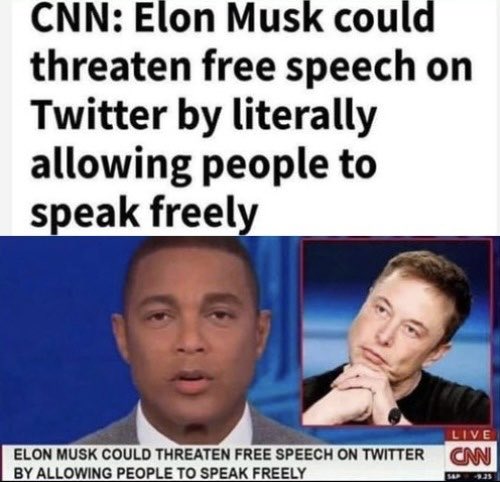 CNN: Elon Musk could
threaten free speech on
Twitter by literally
allowing people to
speak freely
LIVE
CNN
ELON MUSK COULD THREATEN FREE SPEECH ON TWITTER
BY ALLOWING PEOPLE TO SPEAK FREELY
S&P -9.25